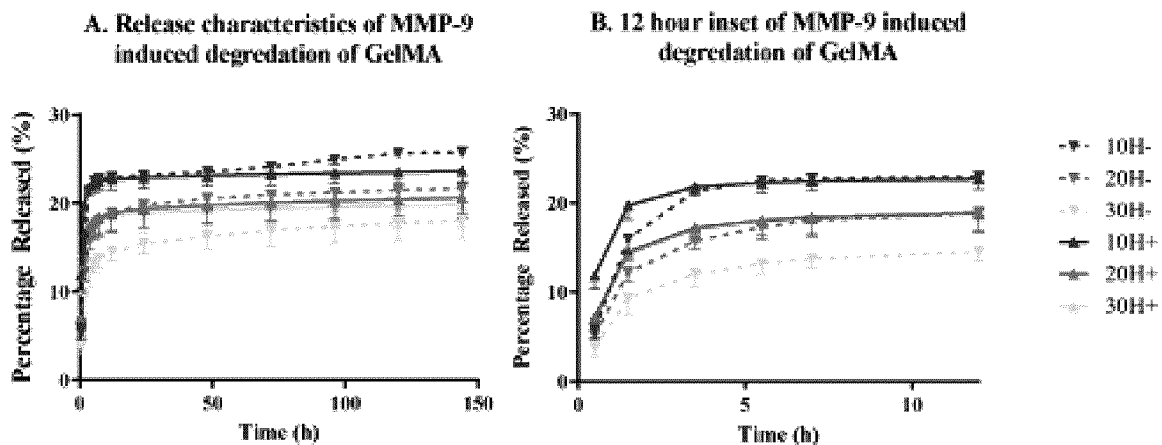 A. Release characteristics of MMP-9
induced degredation of GelMA
Percentage Released (%)
30
20
10
0
0
50
100
150
Time (h)
B. 12 hour inset of MMP-9 induced
degredation of GelMA
Percentage Released (%)
30
20
10
0
0
5
10
Time (h)
10H-
20H-
30H-
10H+
20H+
30H+